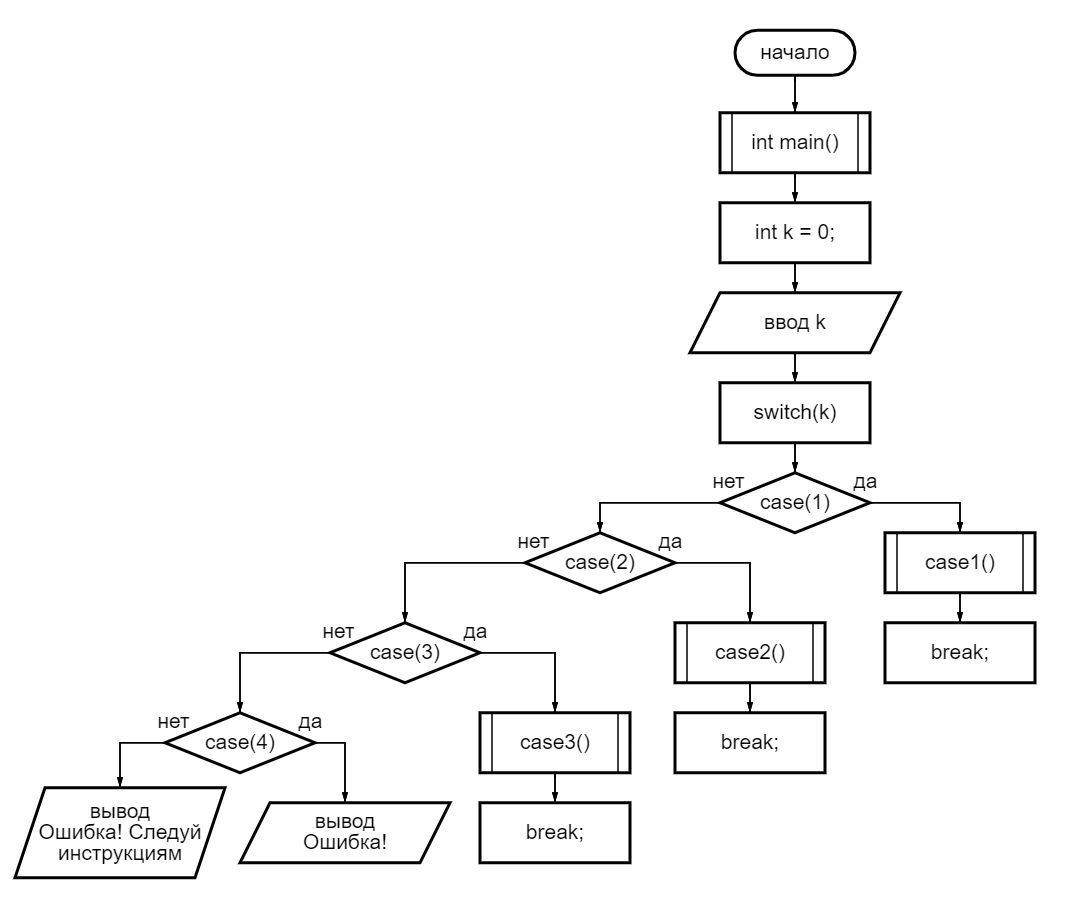 начало
int main()
int k = 0;
ввод k
switch(k)
нет
да
case(1)
нет
да
case(2)
case1()
нет
да
case(3)
case2()
break;
нет
да
case(4)
case3()
break;
вывод
Ошибка! Следуй
инструкциям
вывод
Ошибка!
break;